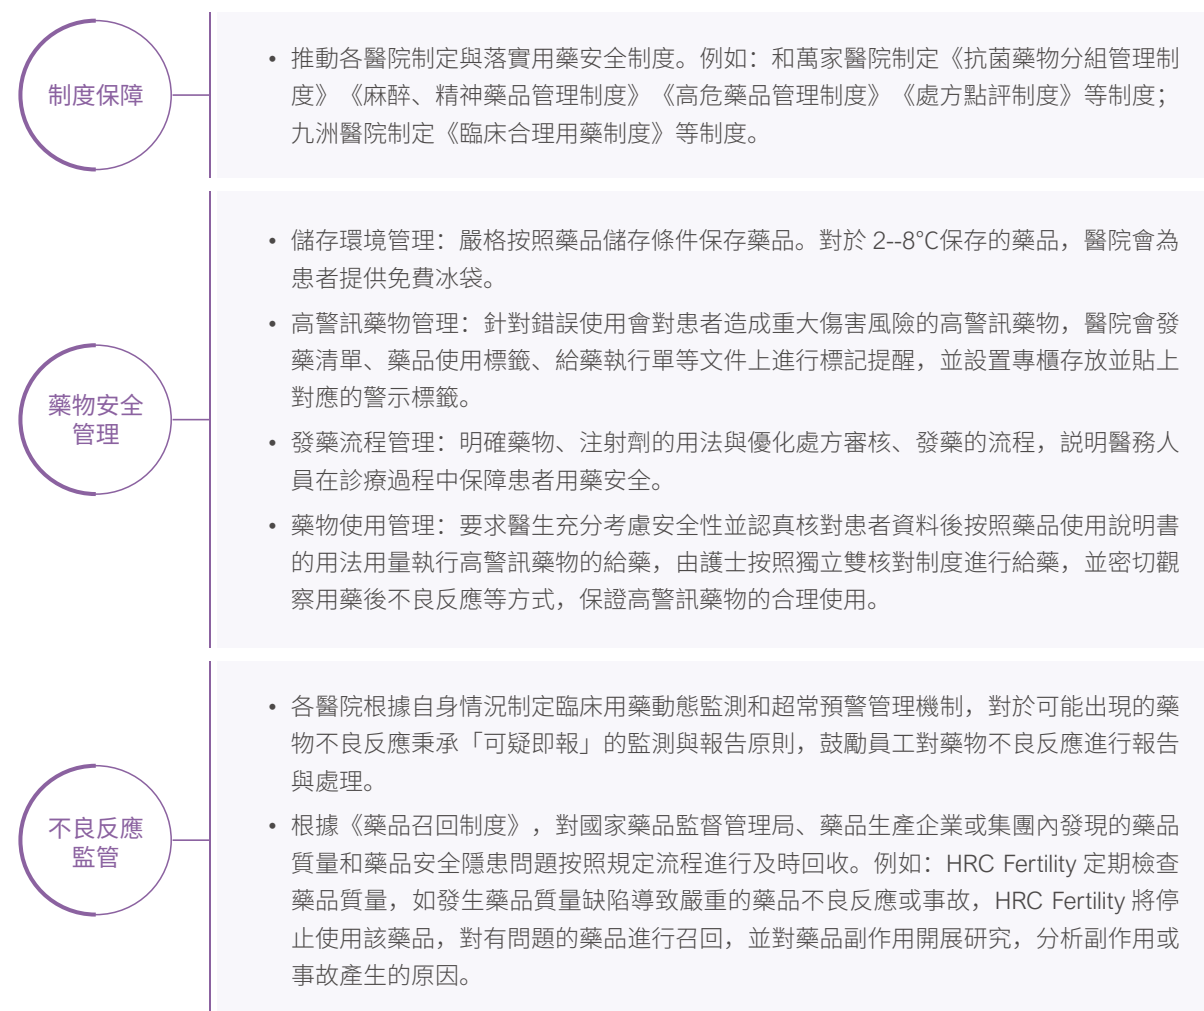 制度保障
• 推動各醫院制定與落實用藥安全制度。例如：和萬家醫院制定《抗菌藥物分組管理制
度》《麻醉、精神藥品管理制度》《高危藥品管理制度》《處方點評制度》等制度；
九洲醫院制定《臨床合理用藥制度》等制度。
藥物安全
管理
• 儲存環境管理：嚴格按照藥品儲存條件保存藥品。對於 2--8℃保存的藥品，醫院會為
患者提供免費冰袋。
• 高警訊藥物管理：針對錯誤使用會對患者造成重大傷害風險的高警訊藥物，醫院會發
藥清單、藥品使用標籤、給藥執行單等文件上進行標記提醒，並設置專櫃存放並貼上
對應的警示標籤。
• 發藥流程管理：明確藥物、注射劑的用法與優化處方審核、發藥的流程，説明醫務人
員在診療過程中保障患者用藥安全。
• 藥物使用管理：要求醫生充分考慮安全性並認真核對患者資料後按照藥品使用說明書
的用法用量執行高警訊藥物的給藥，由護士按照獨立雙核對制度進行給藥，並密切觀
察用藥後不良反應等方式，保證高警訊藥物的合理使用。
不良反應
監管
• 各醫院根據自身情況制定臨床用藥動態監測和超常預警管理機制，對於可能出現的藥
物不良反應秉承「可疑即報」的監測與報告原則，鼓勵員工對藥物不良反應進行報告
與處理。
• 根據《藥品召回制度》，對國家藥品監督管理局、藥品生產企業或集團內發現的藥品
質量和藥品安全隱患問題按照規定流程進行及時回收。例如：HRC Fertility 定期檢查
藥品質量，如發生藥品質量缺陷導致嚴重的藥品不良反應或事故，HRC Fertility 將停
止使用該藥品，對有問題的藥品進行召回，並對藥品副作用開展研究，分析副作用或
事故產生的原因。